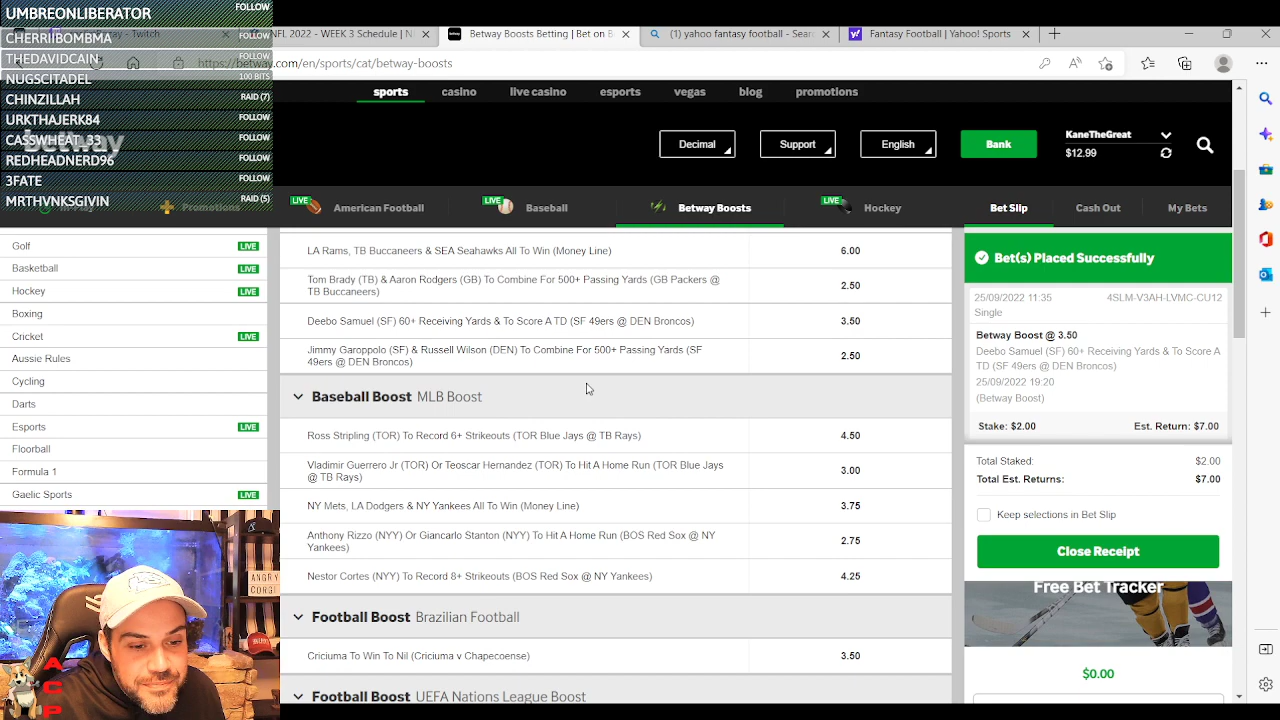 UMBREONLIBERATOR FOLLOW
CHERRIIBOMBMA FOLLOW
THEDAVIDCAIN FOLLOW
NUGSCITADEL 100 BITS
CHINZILLAH RAID (7)
URKTHAJERK84 FOLLOW
CASSWHEAT_33 FOLLOW
REDHEADNERD96 FOLLOW
3FATE FOLLOW
MRTHVNKSGIVIN RAID (5)
Twitch
NFL 2022 - WEEK 3 Schedule | N
Betway Boosts Betting | Bet on B
(1) yahoo fantasy football - Sear
Fantasy Football | Yahoo! Sports
https://betway.com/en/sports/cat/betway-boosts
sports casino live casino esports vegas blog promotions
betway
Decimal
Support
English
Bank
KaneTheGreat
$12.99
Promotions
LIVE American Football
LIVE Baseball
Betway Boosts
LIVE Hockey
Bet Slip
Cash Out
My Bets
Golf LIVE
Basketball LIVE
Hockey LIVE
Boxing
Cricket LIVE
Aussie Rules
Cycling
Darts
Esports LIVE
Floorball
Formula 1
Gaelic Sports LIVE
LA Rams, TB Buccaneers & SEA Seahawks All To Win (Money Line) 6.00
Tom Brady (TB) & Aaron Rodgers (GB) To Combine For 500+ Passing Yards (GB Packers @
TB Buccaneers) 2.50
Deebo Samuel (SF) 60+ Receiving Yards & To Score A TD (SF 49ers @ DEN Broncos) 3.50
Jimmy Garoppolo (SF) & Russell Wilson (DEN) To Combine For 500+ Passing Yards (SF
49ers @ DEN Broncos) 2.50
Baseball Boost MLB Boost
Ross Stripling (TOR) To Record 6+ Strikeouts (TOR Blue Jays @ TB Rays) 4.50
Vladimir Guerrero Jr (TOR) Or Teoscar Hernandez (TOR) To Hit A Home Run (TOR Blue Jays
@ TB Rays) 3.00
NY Mets, LA Dodgers & NY Yankees All To Win (Money Line) 3.75
Anthony Rizzo (NYY) Or Giancarlo Stanton (NYY) To Hit A Home Run (BOS Red Sox @ NY
Yankees) 2.75
Nestor Cortes (NYY) To Record 8+ Strikeouts (BOS Red Sox @ NY Yankees) 4.25
Football Boost Brazilian Football
Criciuma To Win To Nil (Criciuma v Chapecoense) 3.50
Football Boost UEFA Nations League Boost
Bet(s) Placed Successfully
25/09/2022 11:35 4SLM-V3AH-LVMC-CU12
Single
Betway Boost @ 3.50
Deebo Samuel (SF) 60+ Receiving Yards & To Score A
TD (SF 49ers @ DEN Broncos)
25/09/2022 19:20
(Betway Boost)
Stake: $2.00 Est. Return: $7.00
Total Staked: $2.00
Total Est. Returns: $7.00
Keep selections in Bet Slip
Close Receipt
Free Bet Tracker
$0.00
ANGRY
CORGI
A
C
P